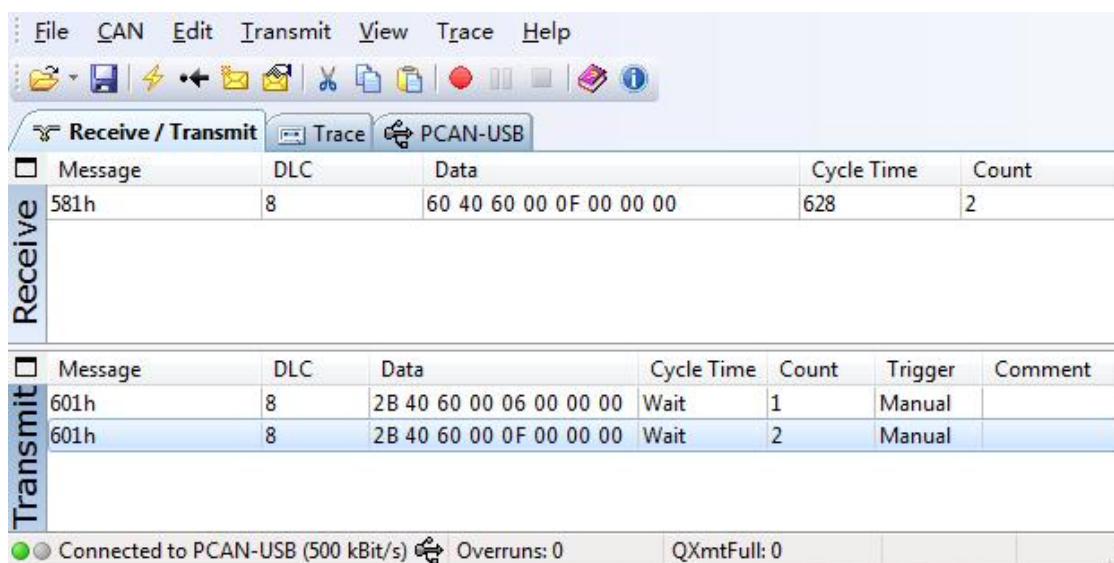 File CAN Edit Transmit View Trace Help
Receive / Transmit Trace PCAN-USB
Message DLC Data Cycle Time Count
581h 8 60 40 60 00 0F 00 00 00 628 2
Receive
Message DLC Data Cycle Time Count Trigger Comment
601h 8 2B 40 60 00 06 00 00 00 Wait 1 Manual
601h 8 2B 40 60 00 0F 00 00 00 Wait 2 Manual
Transmit
Connected to PCAN-USB (500 kBit/s) Overruns: 0 QXmtFull: 0